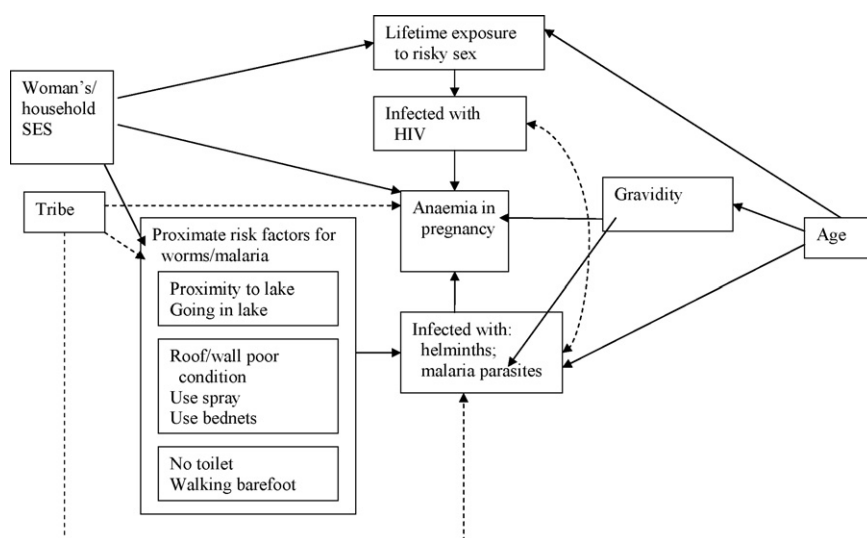 Lifetime exposure
to risky sex
Woman's/
household
SES
Infected with
HIV
Tribe
Anaemia in
pregnancy
Gravidity
Age
Proximate risk factors for
worms/malaria
Proximity to lake
Going in lake
Infected with:
helminths;
malaria parasites
Roof/wall poor
condition
Use spray
Use bednets
No toilet
Walking barefoot